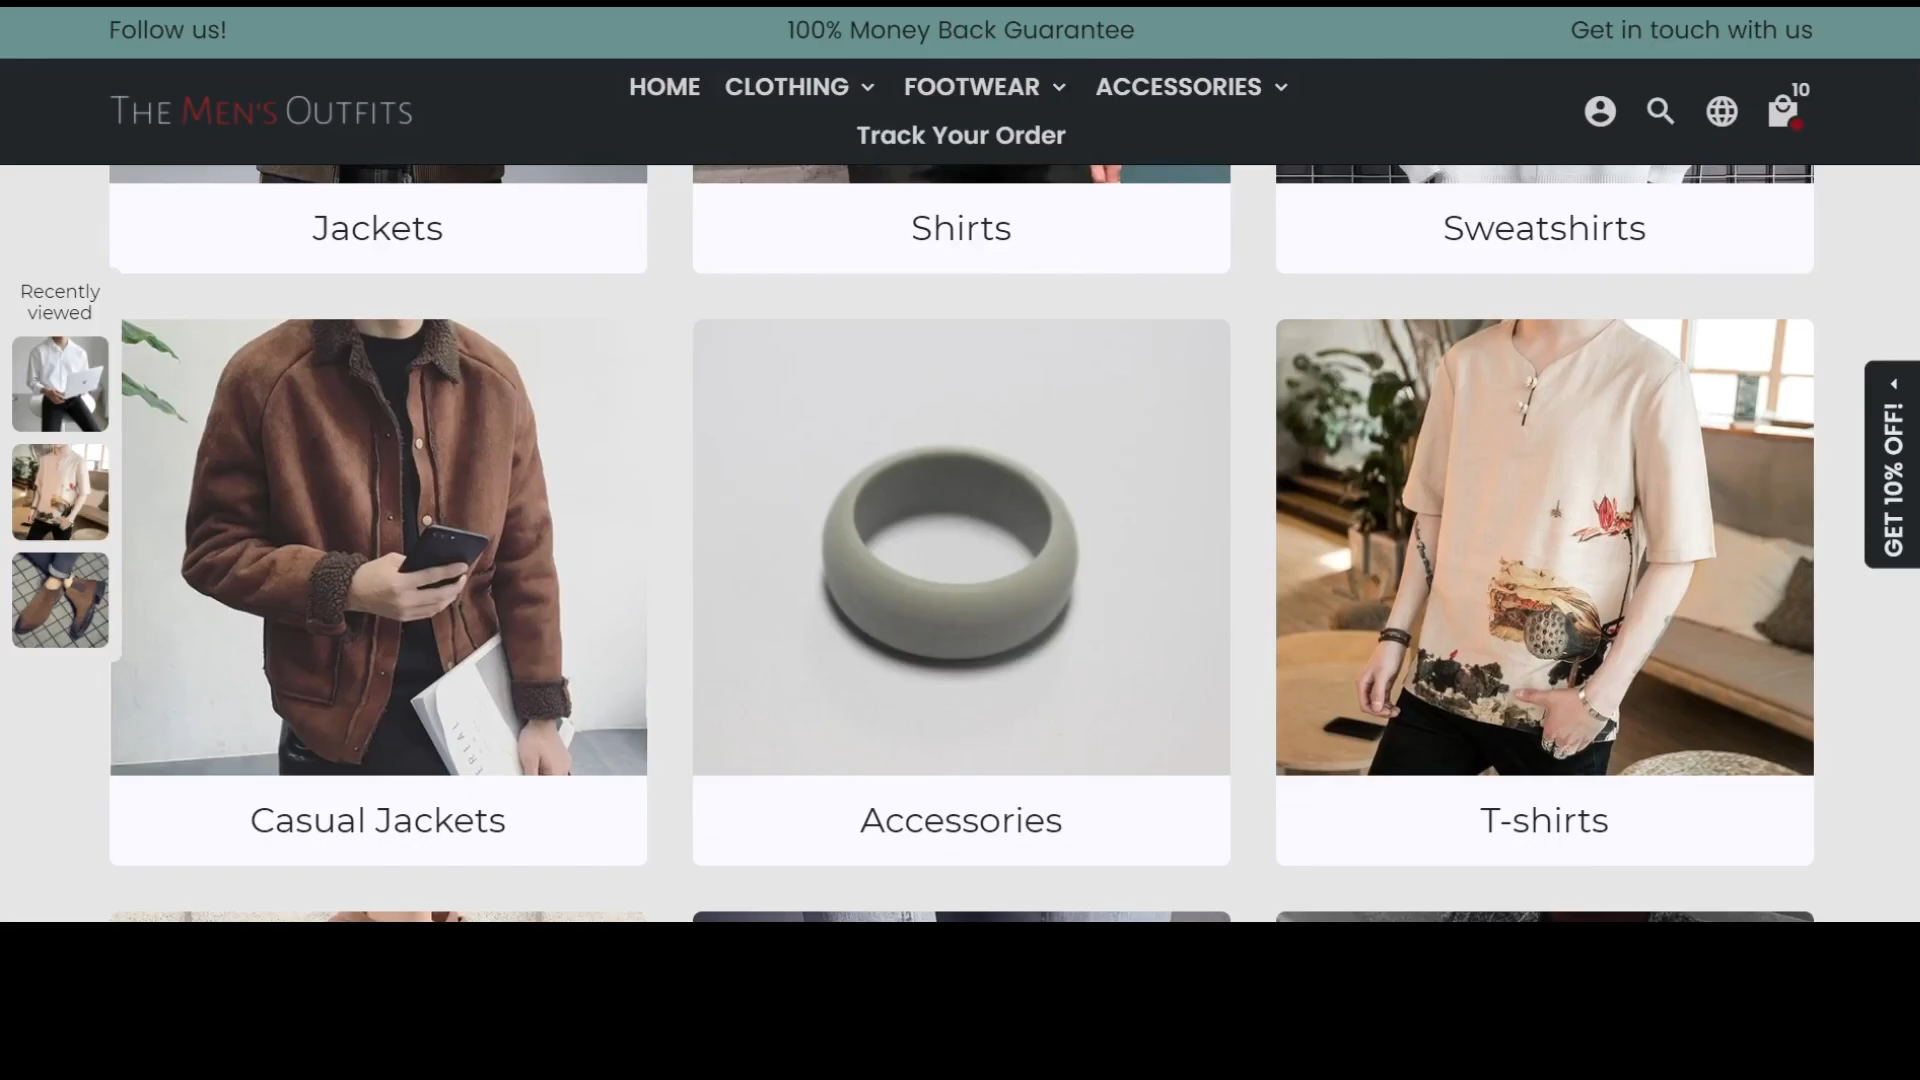 Follow us!
100% Money Back Guarantee
Get in touch with us
THE MEN'S OUTFITS
HOME CLOTHING FOOTWEAR ACCESSORIES
Track Your Order
10
Jackets
Shirts
Sweatshirts
Recently
viewed
GET 10% OFF!
Casual Jackets
Accessories
T-shirts